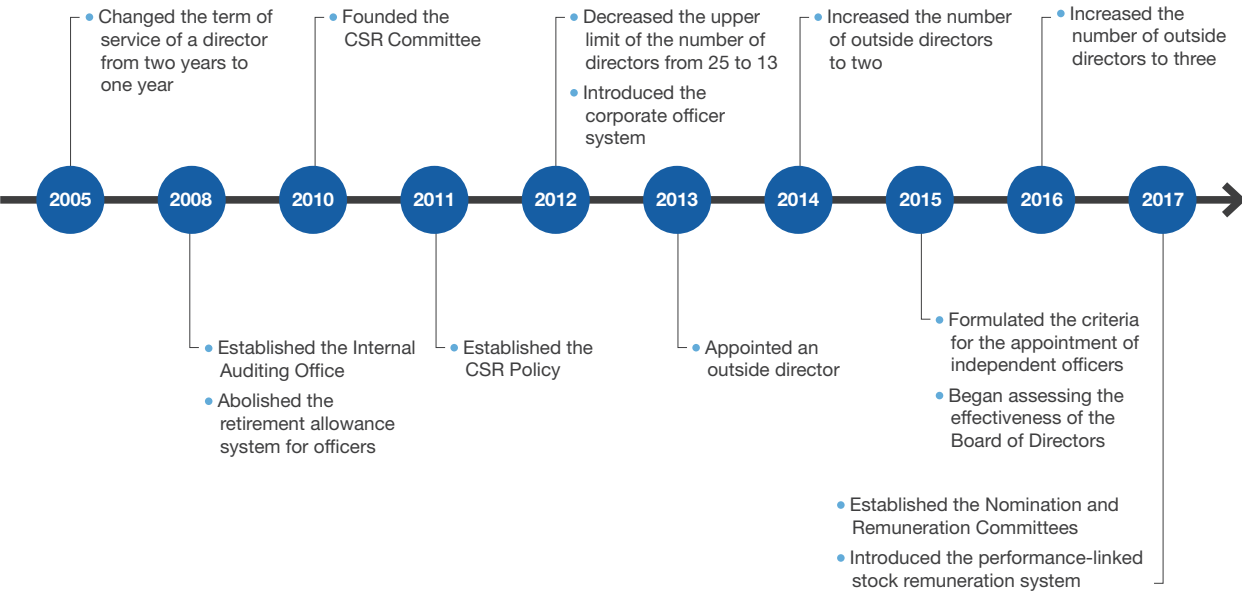 • Changed the term of
service of a director
from two years to
one year
• Founded the
CSR Committee
• Decreased the upper
limit of the number of
directors from 25 to 13
• Introduced the
corporate officer
system
• Increased the number
of outside directors
to two
• Increased the
number of outside
directors to three
2005
2008
2010
2011
2012
2013
2014
2015
2016
2017
• Established the Internal
Auditing Office
• Abolished the
retirement allowance
system for officers
• Established the
CSR Policy
• Appointed an
outside director
• Formulated the criteria
for the appointment of
independent officers
• Began assessing the
effectiveness of the
Board of Directors
• Established the Nomination and
Remuneration Committees
• Introduced the performance-linked
stock remuneration system